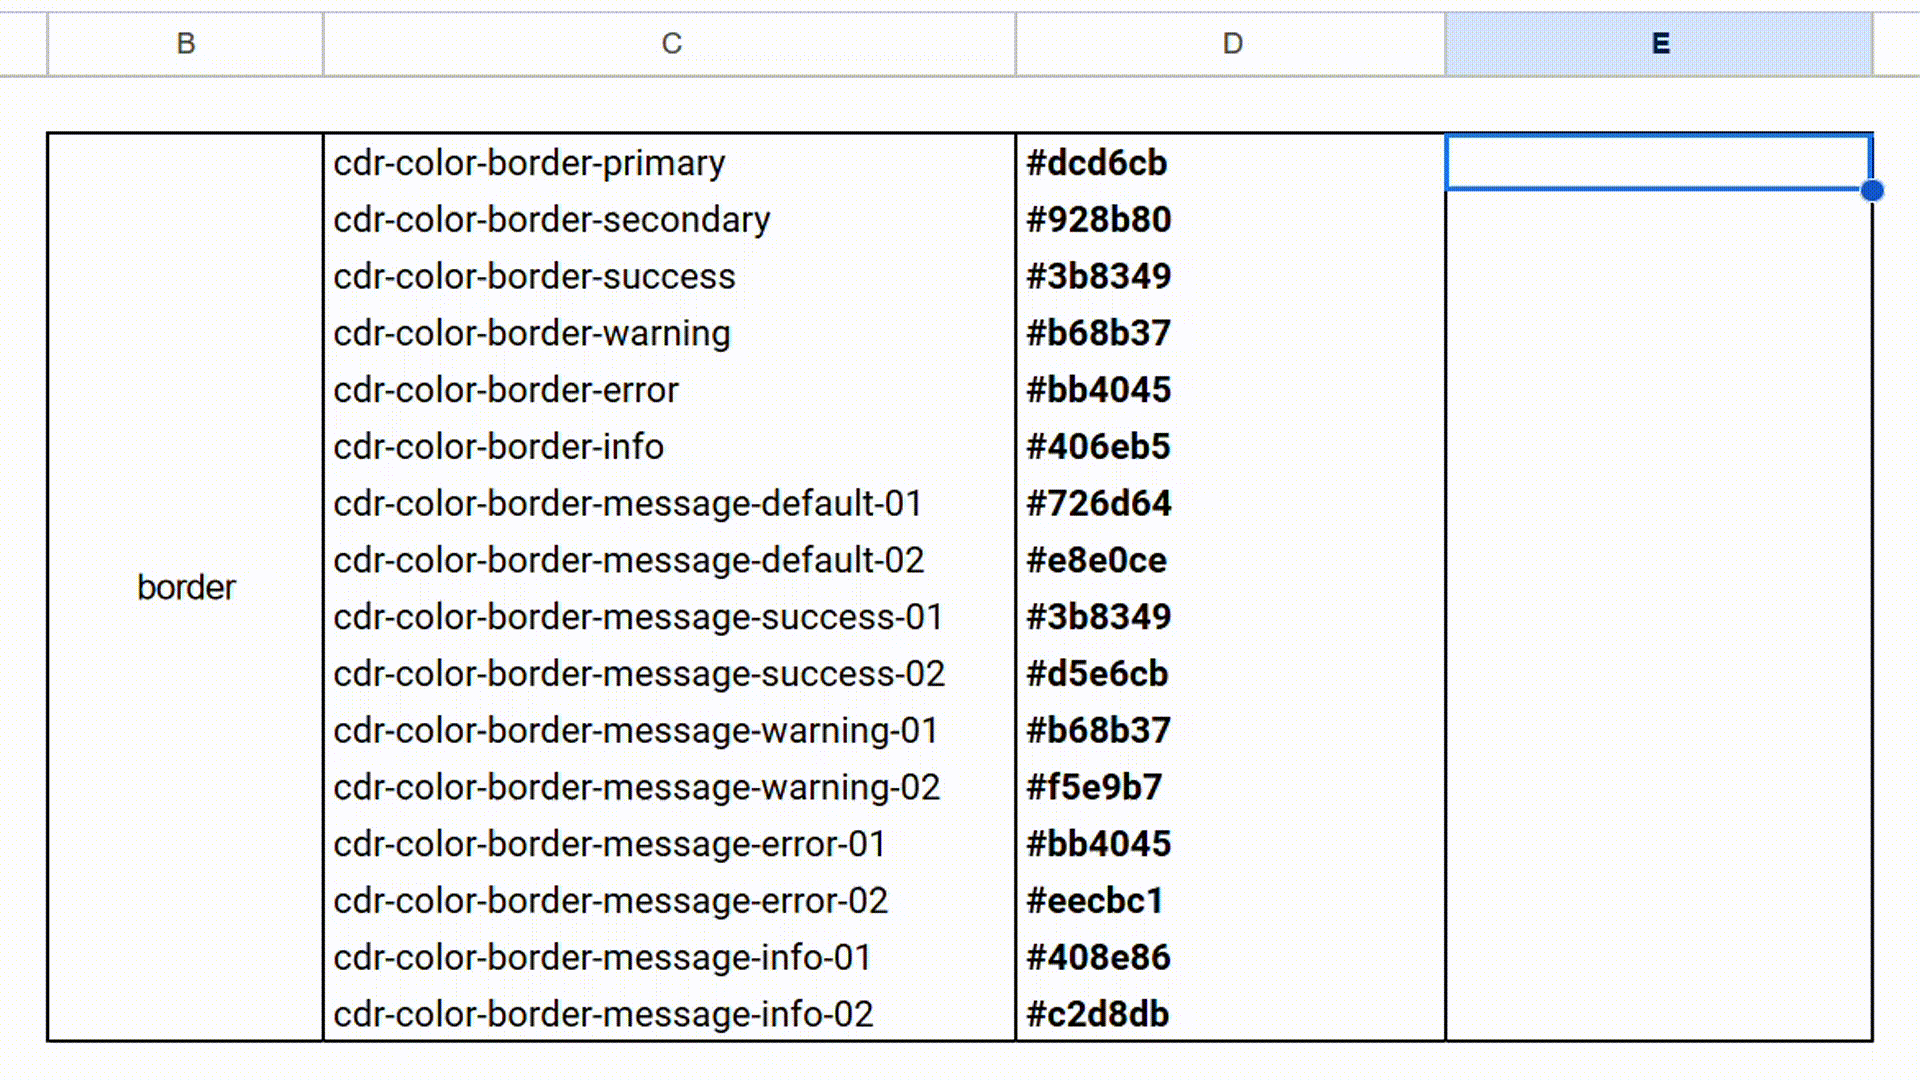 B C D E
cdr-color-border-primary #dcd6cb
cdr-color-border-secondary #928b80
cdr-color-border-success #3b8349
cdr-color-border-warning #b68b37
cdr-color-border-error #bb4045
cdr-color-border-info #406eb5
cdr-color-border-message-default-01 #726d64
cdr-color-border-message-default-02 #e8e0ce
border
cdr-color-border-message-success-01 #3b8349
cdr-color-border-message-success-02 #d5e6cb
cdr-color-border-message-warning-01 #b68b37
cdr-color-border-message-warning-02 #f5e9b7
cdr-color-border-message-error-01 #bb4045
cdr-color-border-message-error-02 #eecbc1
cdr-color-border-message-info-01 #408e86
cdr-color-border-message-info-02 #c2d8db